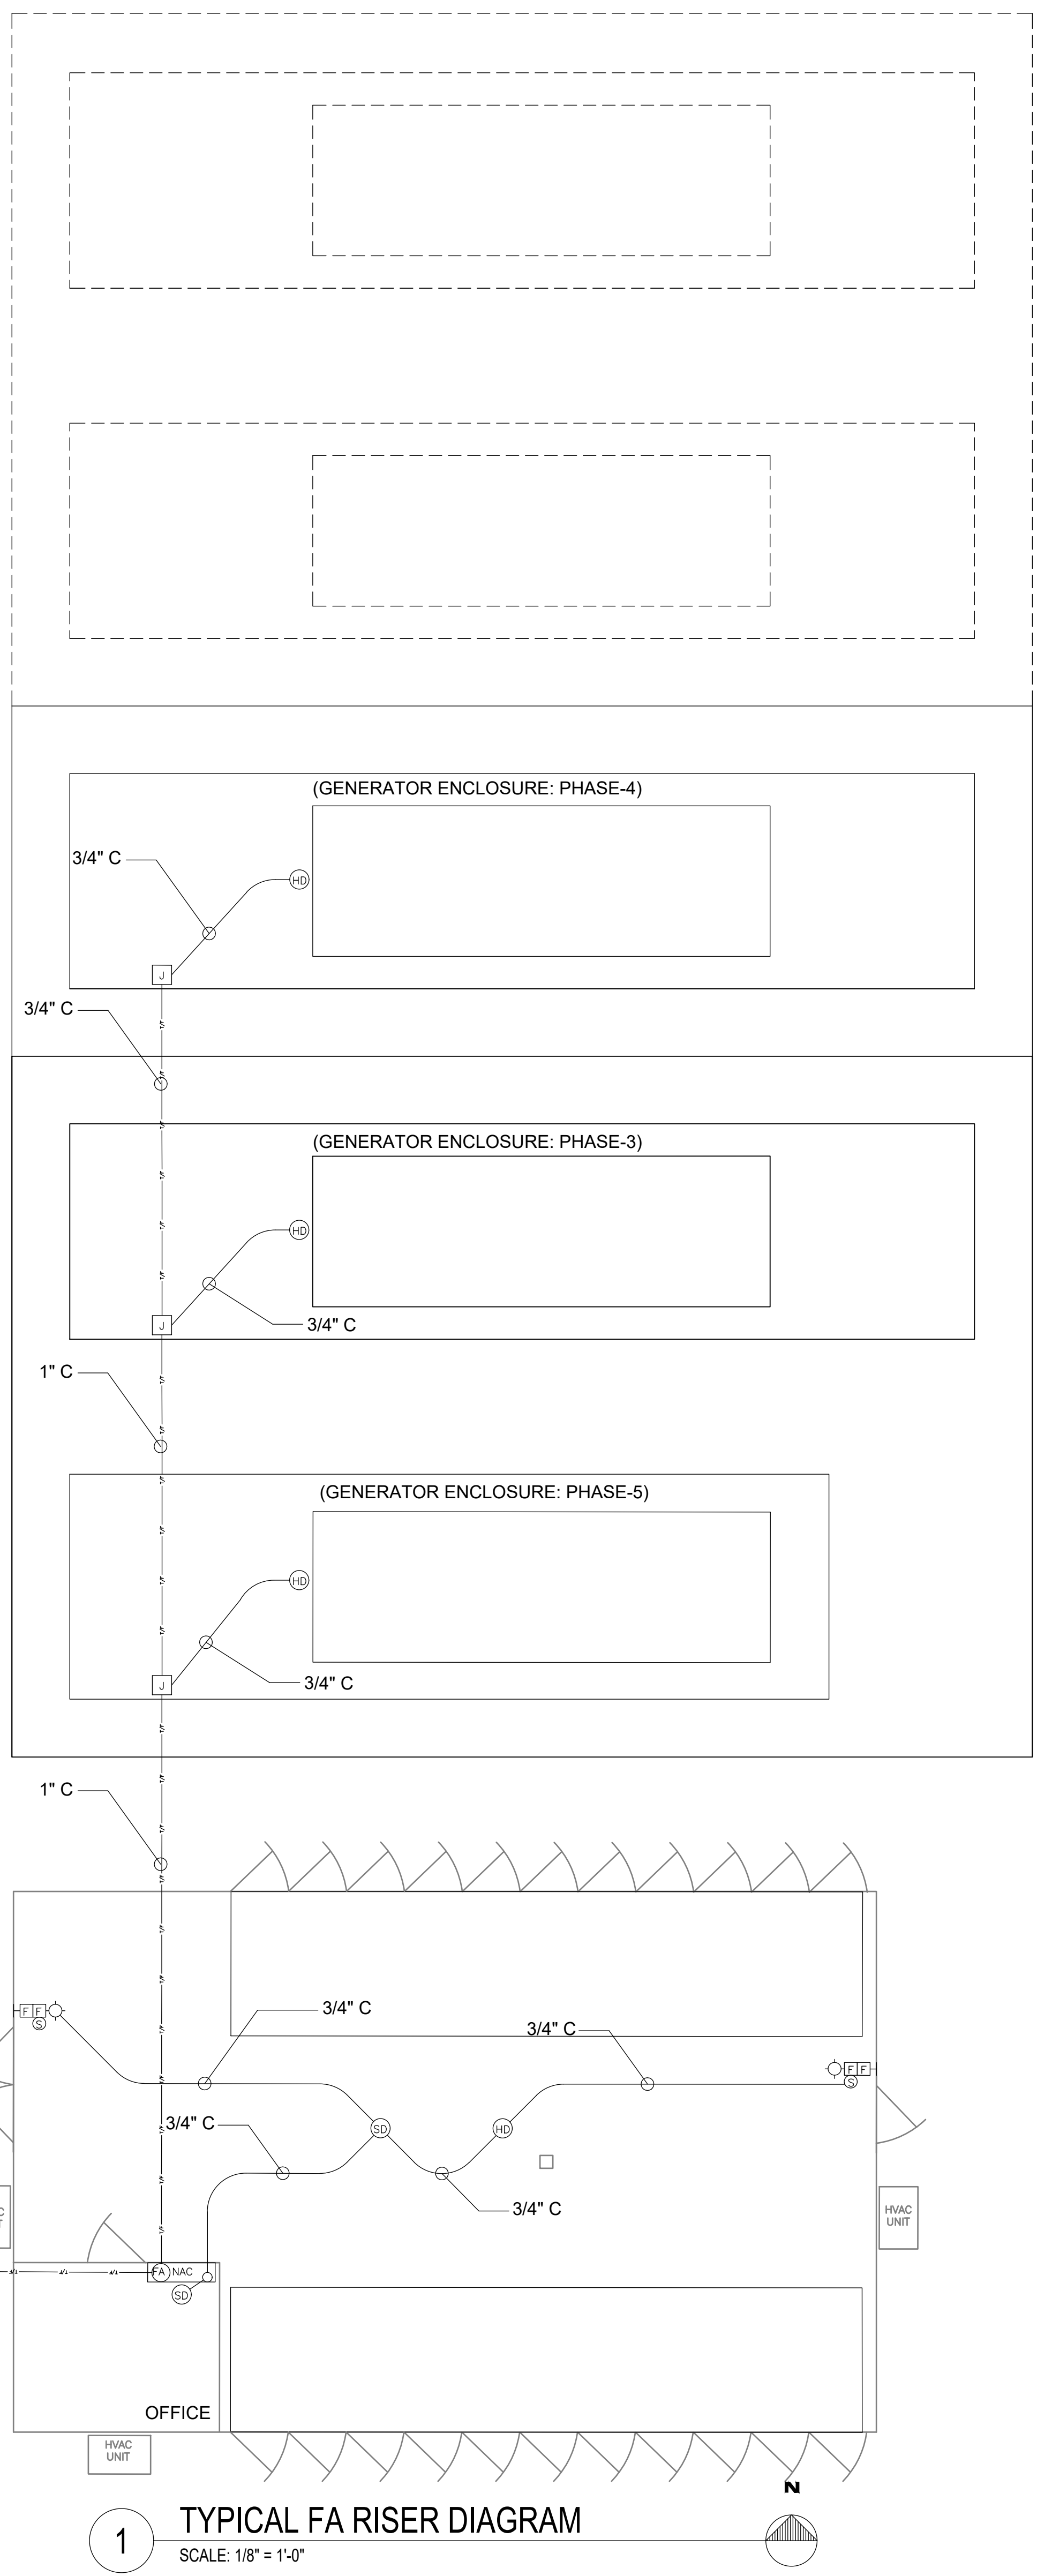 (GENERATOR ENCLOSURE: PHASE-4)
3/4" C
HD
J
3/4" C
(GENERATOR ENCLOSURE: PHASE-3)
HD
3/4" C
J
1" C
(GENERATOR ENCLOSURE: PHASE-5)
HD
3/4" C
J
1" C
3/4" C
F F
S
3/4" C
F F
S
3/4" C
SD
HD
3/4" C
HVAC
UNIT
FA NAC
SD
OFFICE
HVAC
UNIT
N
1
TYPICAL FA RISER DIAGRAM
SCALE: 1/8" = 1'-0"